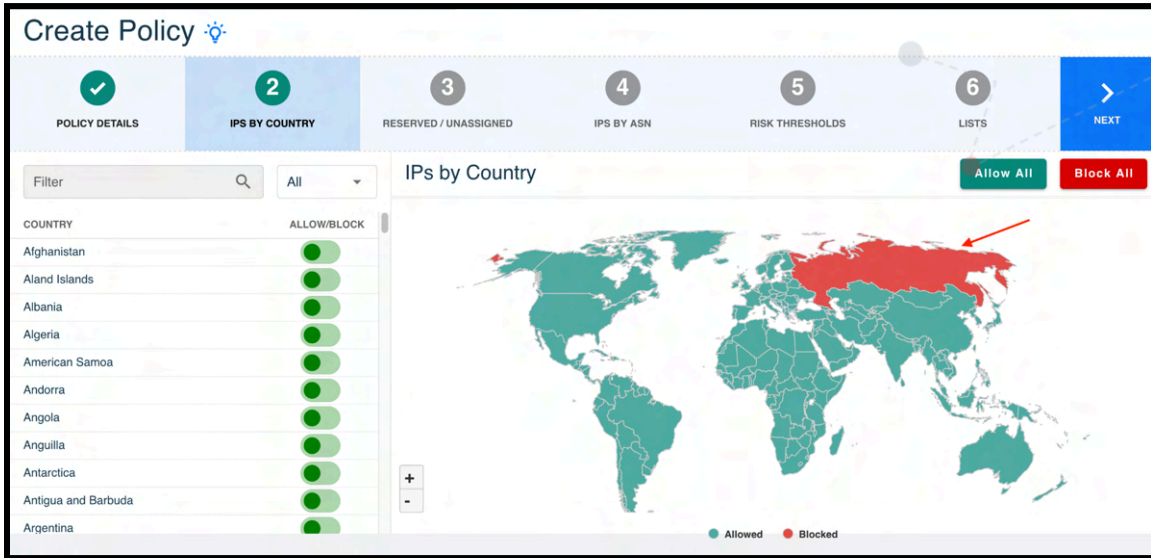 Create Policy
2
3
4
5
6
POLICY DETAILS
IPS BY COUNTRY
RESERVED / UNASSIGNED
IPS BY ASN
RISK THRESHOLDS
LISTS
NEXT
Filter
All
IPs by Country
Allow All
Block All
COUNTRY
ALLOW/BLOCK
Afghanistan
Aland Islands
Albania
Algeria
American Samoa
Andorra
Angola
Anguilla
Antarctica
Antigua and Barbuda
Argentina
+
-
Allowed
Blocked